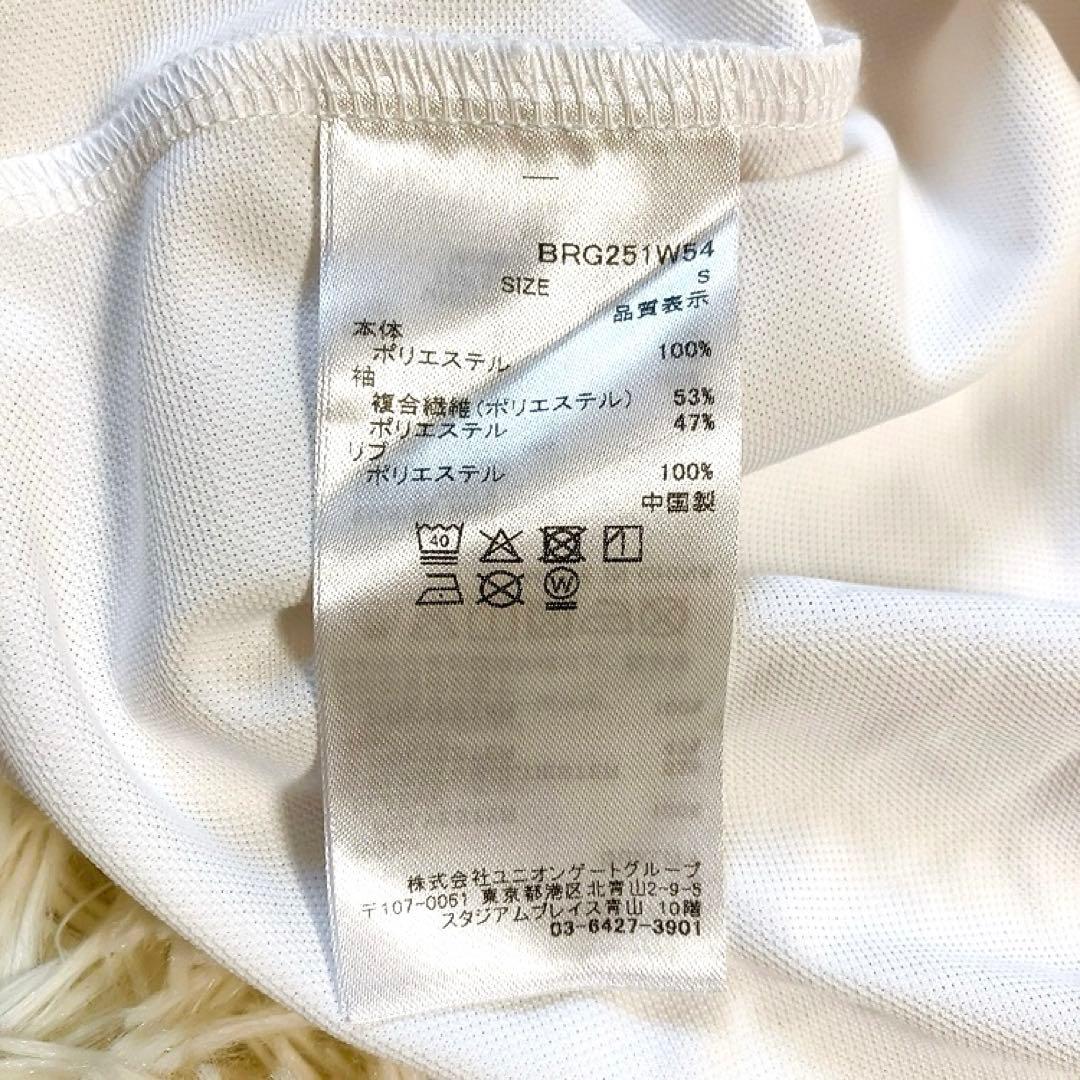 BRG251W54
SIZE S
品質表示
本体
ポリエステル 100%
袖
複合繊維(ポリエステル) 53%
ポリエステル 47%
リブ
ポリエステル 100%
中国製
40
W
株式会社ユニオンゲートグループ
〒107-0061 東京都港区北青山2-9-5
スタジアムプレイス青山 10階
03-6427-3901